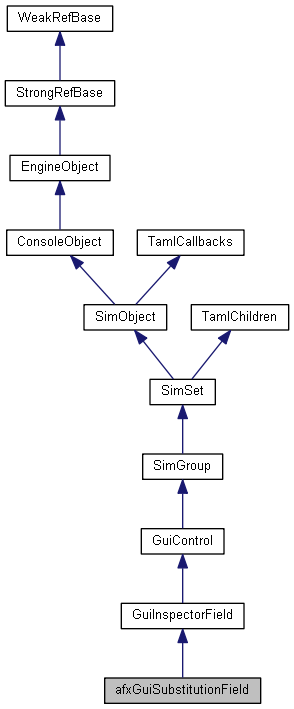 WeakRefBase
StrongRefBase
EngineObject
ConsoleObject
TamlCallbacks
SimObject
TamlChildren
SimSet
SimGroup
GuiControl
GuiInspectorField
afxGuiSubstitutionField